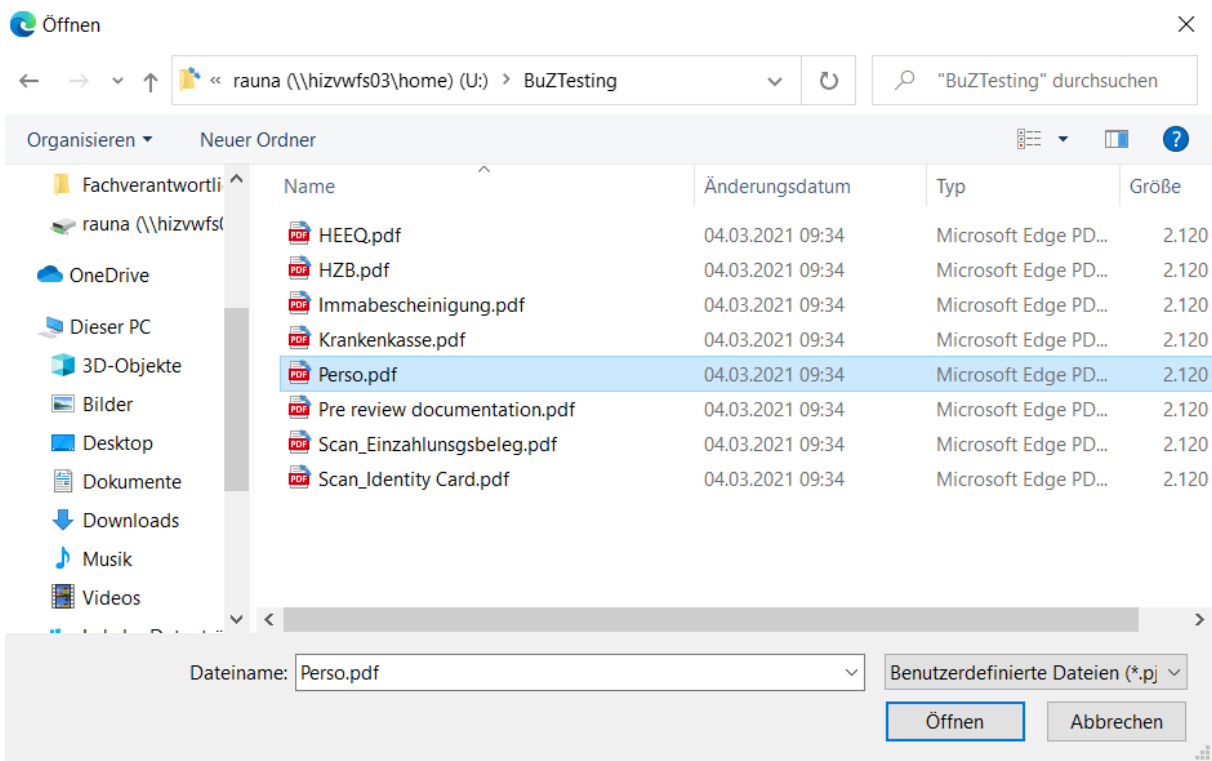 Öffnen
« rauna (\\hizvwfs03\home) (U:) > BuZTesting
"BuZTesting" durchsuchen
Organisieren Neuer Ordner
Fachverantwortli
rauna (\\hizvwfs0
OneDrive
Dieser PC
3D-Objekte
Bilder
Desktop
Dokumente
Downloads
Musik
Videos
Name Änderungsdatum Typ Größe
HEEQ.pdf 04.03.2021 09:34 Microsoft Edge PD... 2.120
HZB.pdf 04.03.2021 09:34 Microsoft Edge PD... 2.120
Immabescheinigung.pdf 04.03.2021 09:34 Microsoft Edge PD... 2.120
Krankenkasse.pdf 04.03.2021 09:34 Microsoft Edge PD... 2.120
Perso.pdf 04.03.2021 09:34 Microsoft Edge PD... 2.120
Pre review documentation.pdf 04.03.2021 09:34 Microsoft Edge PD... 2.120
Scan_Einzahlunsgsbeleg.pdf 04.03.2021 09:34 Microsoft Edge PD... 2.120
Scan_Identity Card.pdf 04.03.2021 09:34 Microsoft Edge PD... 2.120
Dateiname: Perso.pdf Benutzerdefinierte Dateien (*.pj
Öffnen Abbrechen